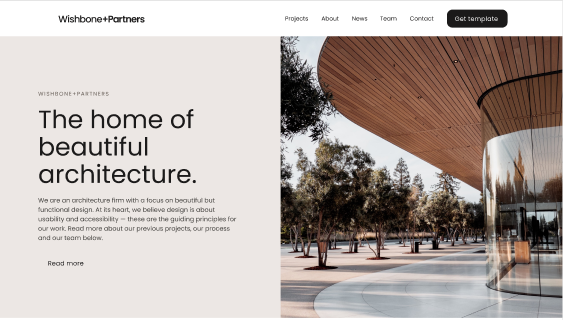 Wishbone+Partners
Projects About News Team Contact Get template
WISHBONE+PARTNERS
The home of
beautiful
architecture.
We are an architecture firm with a focus on beautiful but
functional design. At its heart, we believe design is about
usability and accessibility — these are the guiding principles for
our work. Read more about our previous projects, our process
and our team below.
Read more